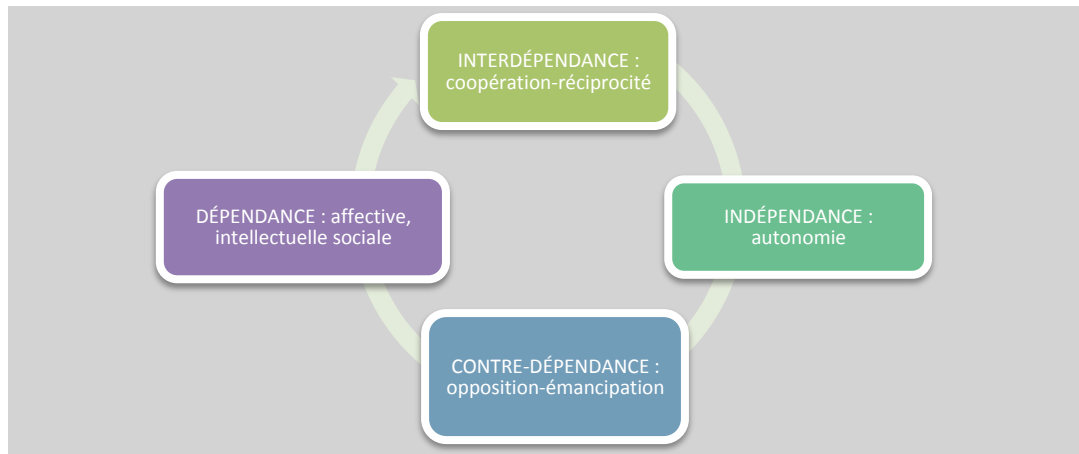 INTERDÉPENDANCE :
coopération-réciprocité
DÉPENDANCE : affective,
intellectuelle sociale
INDÉPENDANCE :
autonomie
CONTRE-DÉPENDANCE :
opposition-émancipation